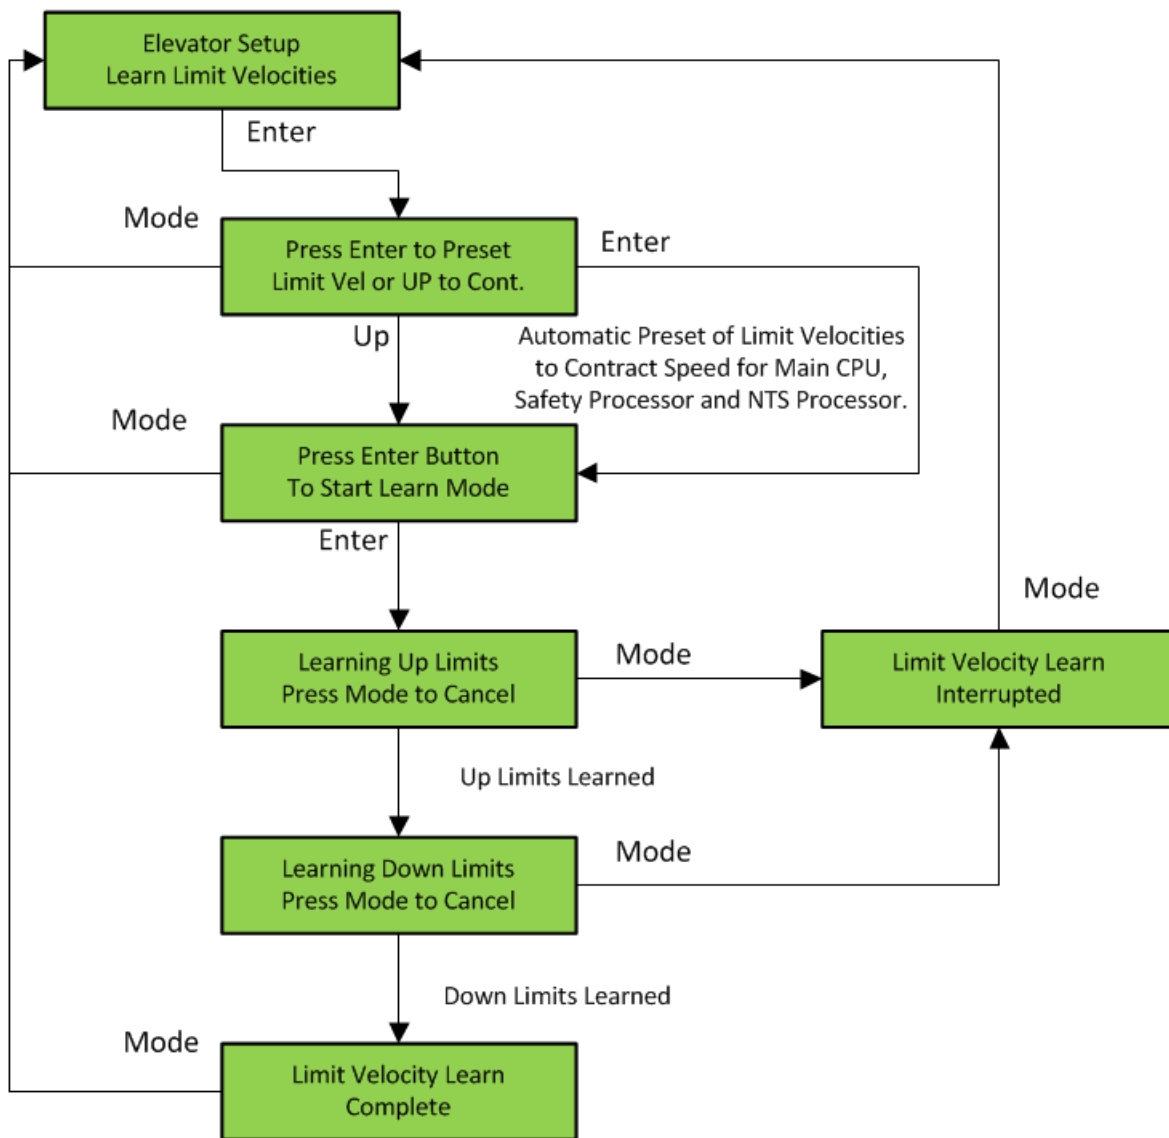 Elevator Setup
Learn Limit Velocities
Enter
Mode
Press Enter to Preset
Limit Vel or UP to Cont.
Enter
Up
Automatic Preset of Limit Velocities
to Contract Speed for Main CPU,
Safety Processor and NTS Processor.
Mode
Press Enter Button
To Start Learn Mode
Enter
Mode
Learning Up Limits
Press Mode to Cancel
Mode
Limit Velocity Learn
Interrupted
Up Limits Learned
Learning Down Limits
Press Mode to Cancel
Mode
Down Limits Learned
Mode
Limit Velocity Learn
Complete